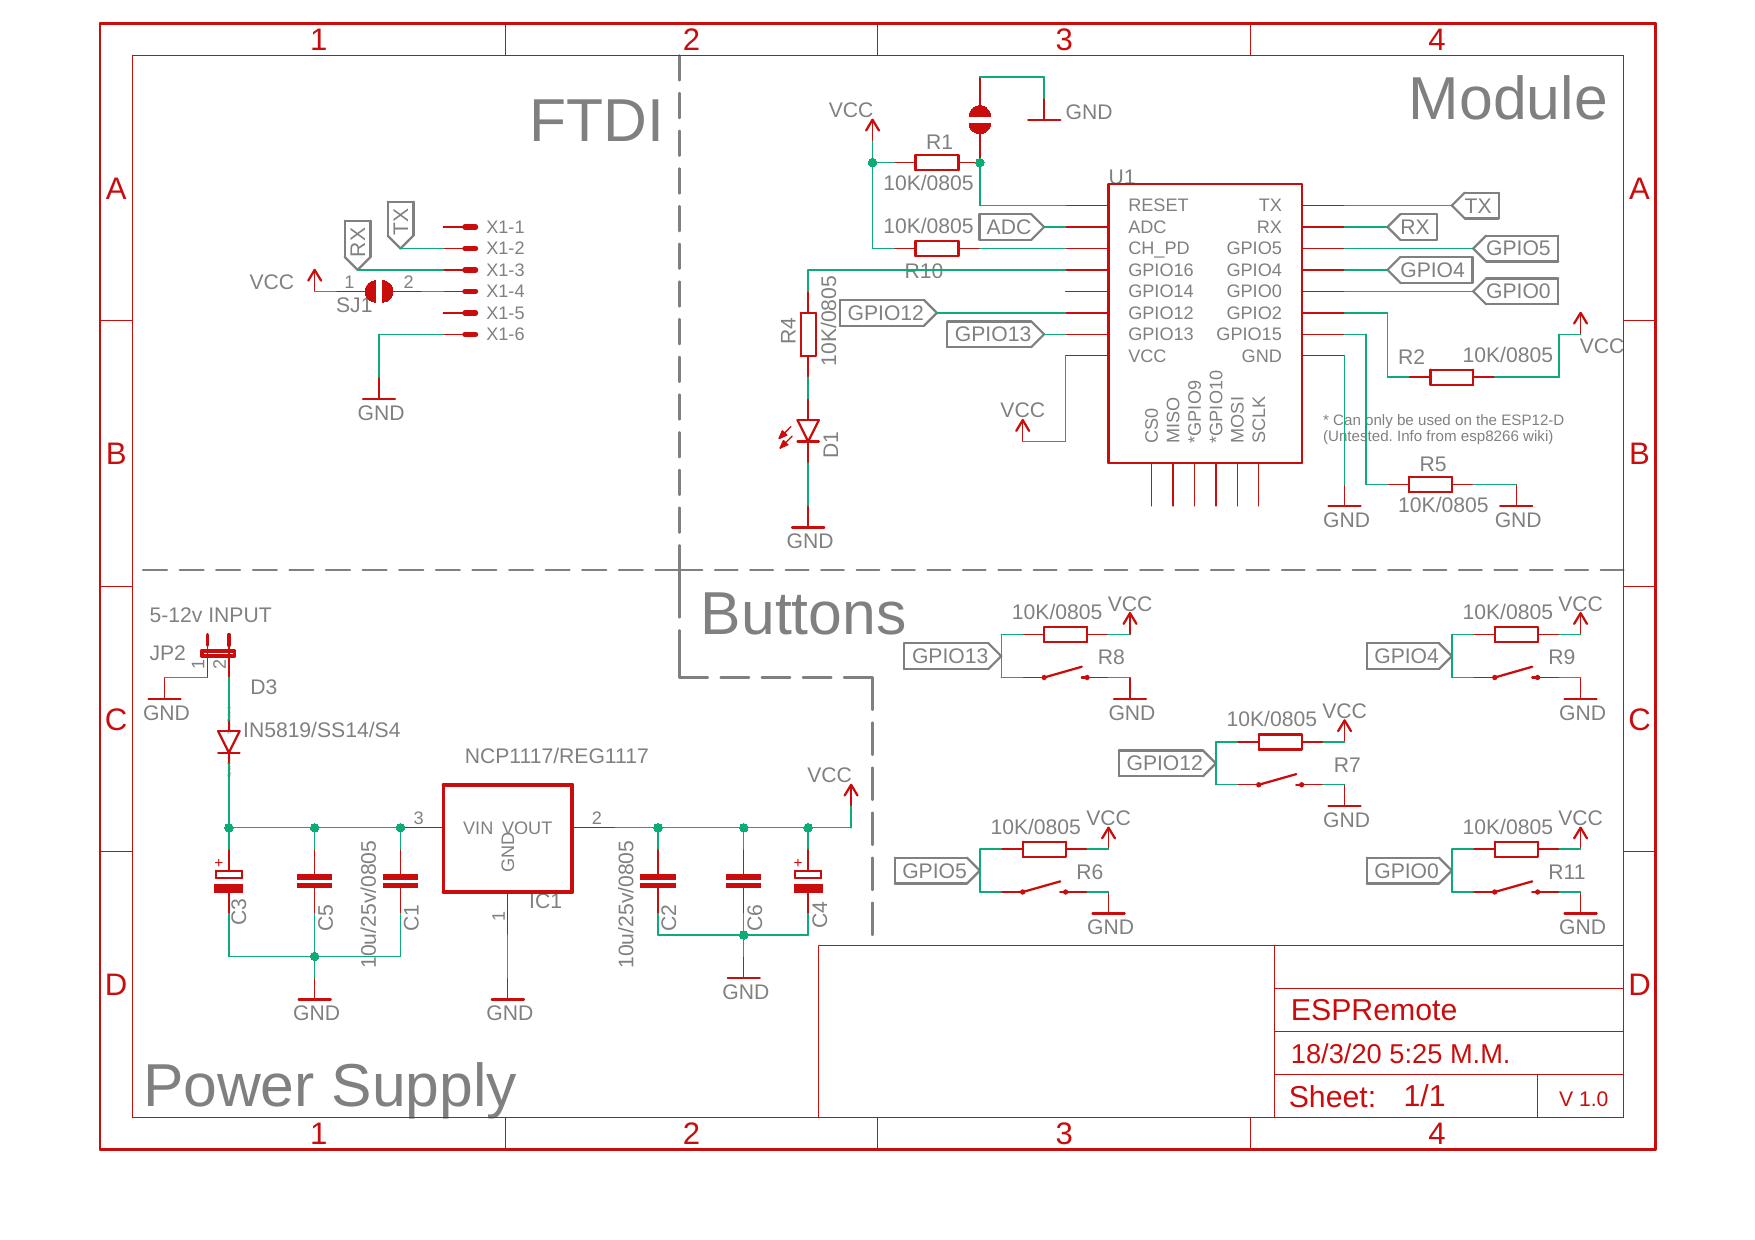 1 2 3 4
A A
B B
C C
D D
1 2 3 4
FTDI
TX
RX
VCC
1 2
SJ1
X1-1
X1-2
X1-3
X1-4
X1-5
X1-6
GND
Module
VCC
GND
R1
10K/0805
10K/0805
R10
ADC
U1
RESET TX
ADC RX
CH_PD GPIO5
GPIO16 GPIO4
GPIO14 GPIO0
GPIO12 GPIO2
GPIO13 GPIO15
VCC GND
CS0
MISO
*GPIO9
*GPIO10
MOSI
SCLK
TX
RX
GPIO5
GPIO4
GPIO0
GPIO12
GPIO13
R4
10K/0805
D1
GND
VCC
R2
10K/0805
VCC
* Can only be used on the ESP12-D
(Untested. Info from esp8266 wiki)
R5
10K/0805
GND
GND
5-12v INPUT
JP2
1
2
GND
D3
IN5819/SS14/S4
NCP1117/REG1117
VCC
3 VIN VOUT 2
GND
IC1
1
+
C3
C5
10u/25v/0805
C1
10u/25v/0805
C2
C6
+
C4
GND
GND
GND
Power Supply
Buttons
10K/0805 VCC
GPIO13
R8
GND
10K/0805 VCC
GPIO4
R9
GND
10K/0805 VCC
GPIO12
R7
GND
10K/0805 VCC
GPIO5
R6
GND
10K/0805 VCC
GPIO0
R11
GND
ESPRemote
18/3/20 5:25 M.M.
Sheet: 1/1
V 1.0